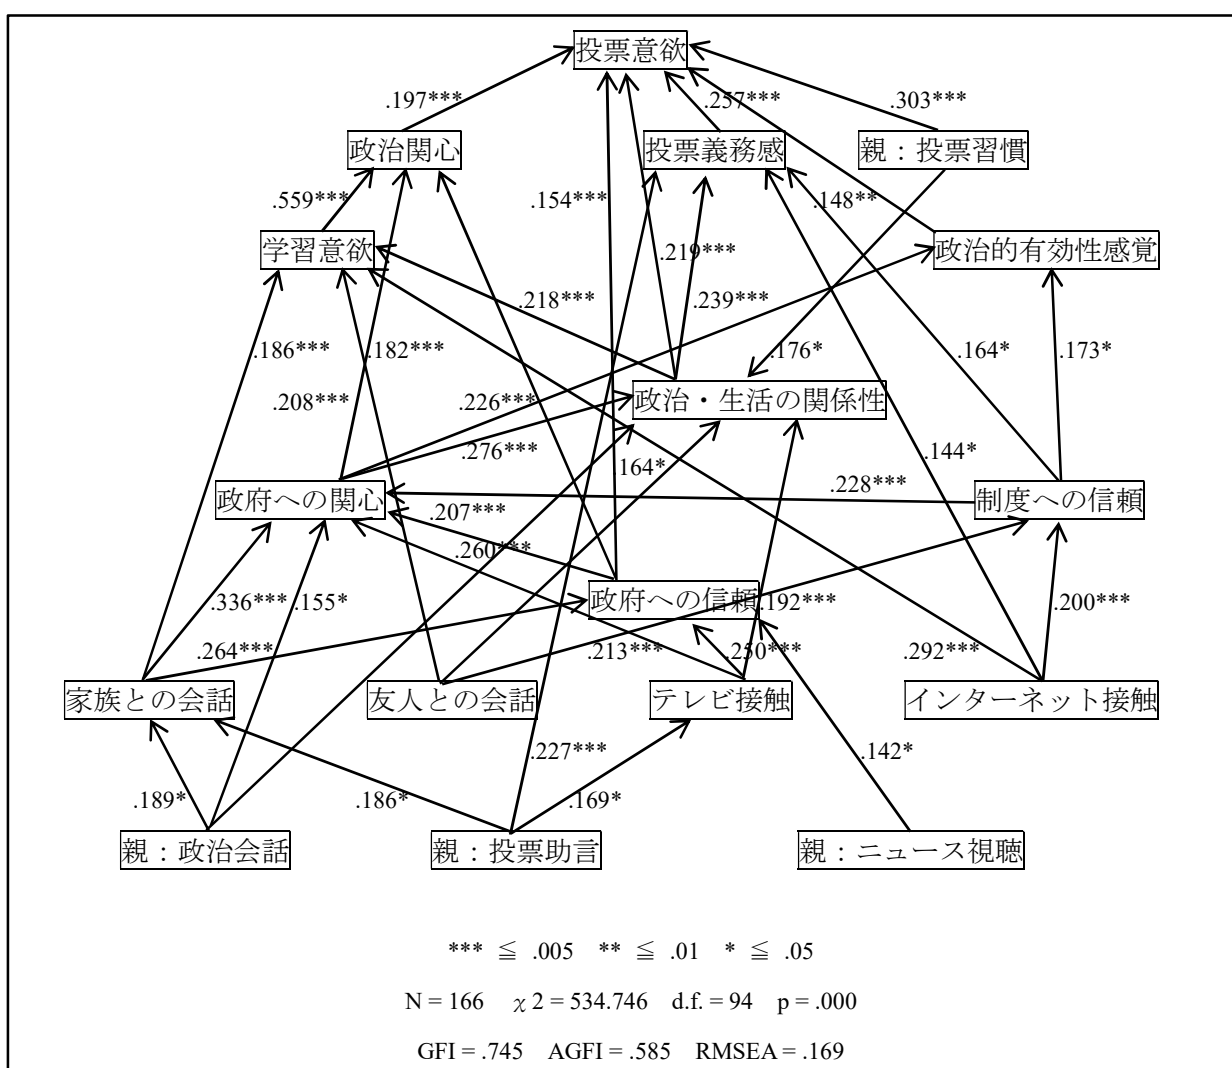 投票意欲
.197***
.257***
.303***
政治関心
投票義務感
親：投票習慣
.559***
.154***
.148**
学習意欲
.219***
政治的有効性感覚
.218***
.239***
.186***
.182***
.176*
.164*
.173*
.208***
.226***
政治・生活の関係性
.276***
.164*
.144*
政府への関心
.228***
制度への信頼
.207***
.260***
.336***
.155*
政府への信頼
.192***
.200***
.264***
.213***
.250***
.292***
家族との会話
友人との会話
テレビ接触
インターネット接触
.227***
.142*
.189*
.186*
.169*
親：政治会話
親：投票助言
親：ニュース視聴
*** ≦ .005 ** ≦ .01 * ≦ .05
N = 166 χ 2 = 534.746 d.f. = 94 p = .000
GFI = .745 AGFI = .585 RMSEA = .169